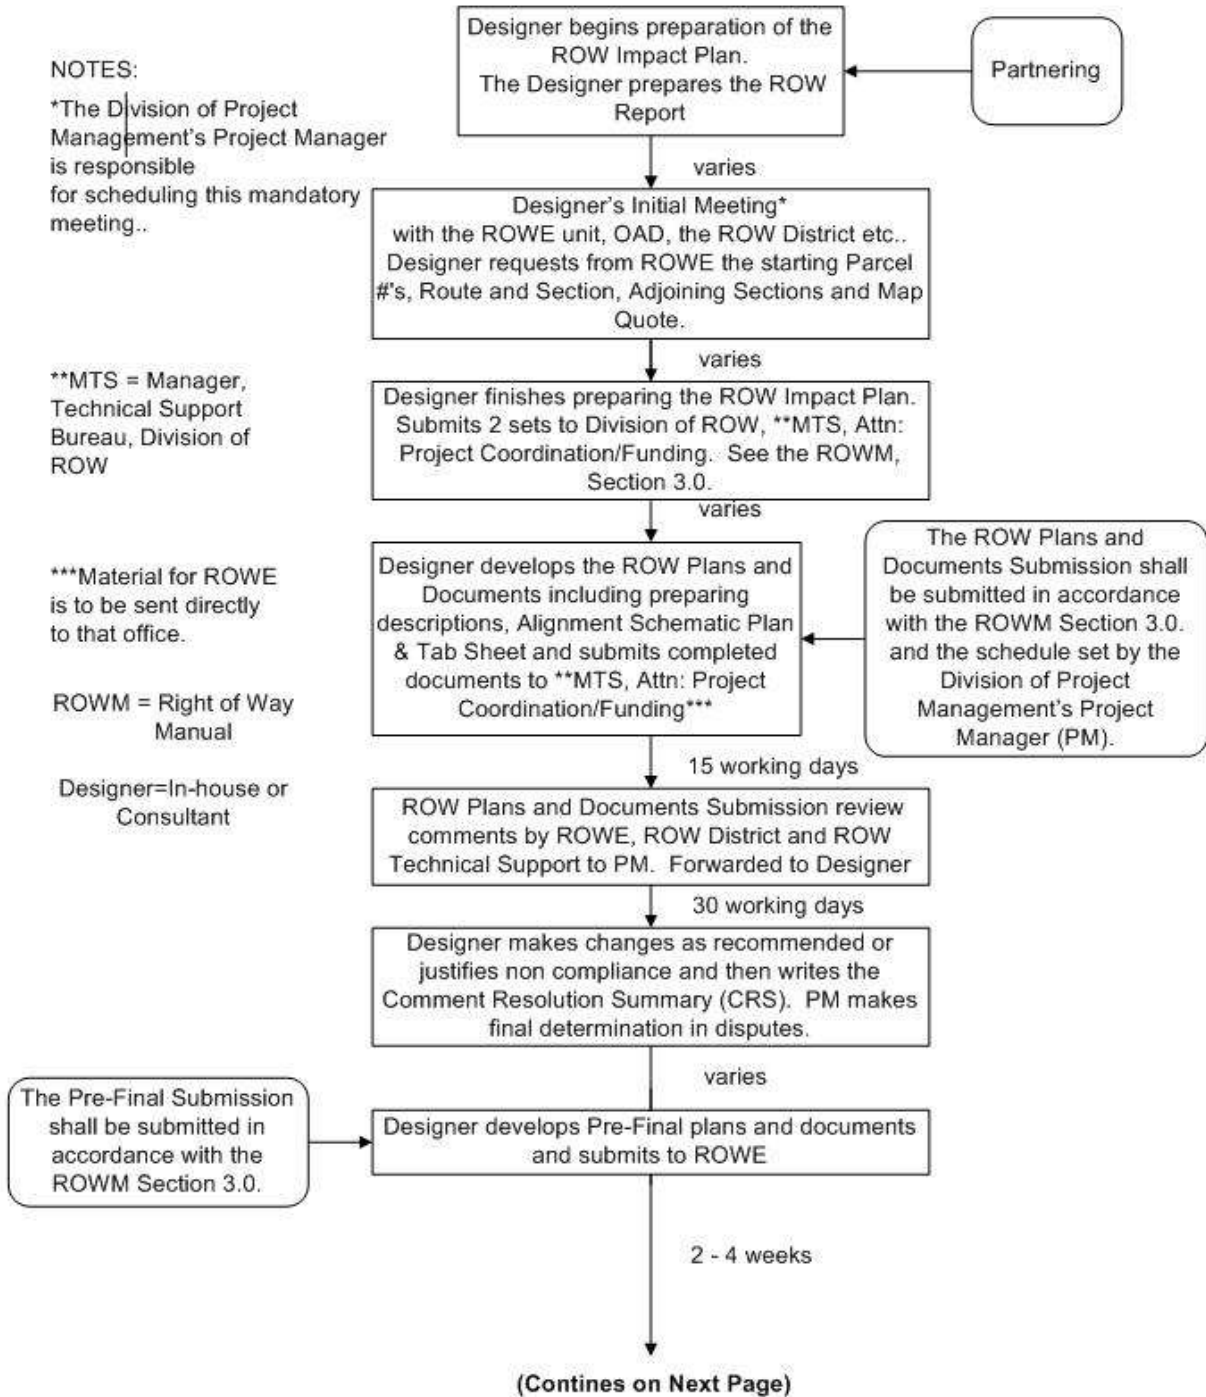 Designer begins preparation of the
ROW Impact Plan.
The Designer prepares the ROW
Report
Partnering
NOTES:
*The Division of Project
Management's Project Manager
is responsible
for scheduling this mandatory
meeting..
varies
Designer's Initial Meeting*
with the ROWE unit, OAD, the ROW District etc..
Designer requests from ROWE the starting Parcel
#'s, Route and Section, Adjoining Sections and Map
Quote.
varies
**MTS = Manager,
Technical Support
Bureau, Division of
ROW
Designer finishes preparing the ROW Impact Plan.
Submits 2 sets to Division of ROW, **MTS, Attn:
Project Coordination/Funding.  See the ROWM,
Section 3.0.
varies
***Material for ROWE
is to be sent directly
to that office.
Designer develops the ROW Plans and
Documents including preparing
descriptions, Alignment Schematic Plan
& Tab Sheet and submits completed
documents to **MTS, Attn: Project
Coordination/Funding***
The ROW Plans and
Documents Submission shall
be submitted in accordance
with the ROWM Section 3.0.
and the schedule set by the
Division of Project
Management's Project
Manager (PM).
ROWM = Right of Way
Manual
15 working days
Designer=In-house or
Consultant
ROW Plans and Documents Submission review
comments by ROWE, ROW District and ROW
Technical Support to PM.  Forwarded to Designer
30 working days
Designer makes changes as recommended or
justifies non compliance and then writes the
Comment Resolution Summary (CRS).  PM makes
final determination in disputes.
varies
The Pre-Final Submission
shall be submitted in
accordance with the
ROWM Section 3.0.
Designer develops Pre-Final plans and documents
and submits to ROWE
2 - 4 weeks
(Contines on Next Page)